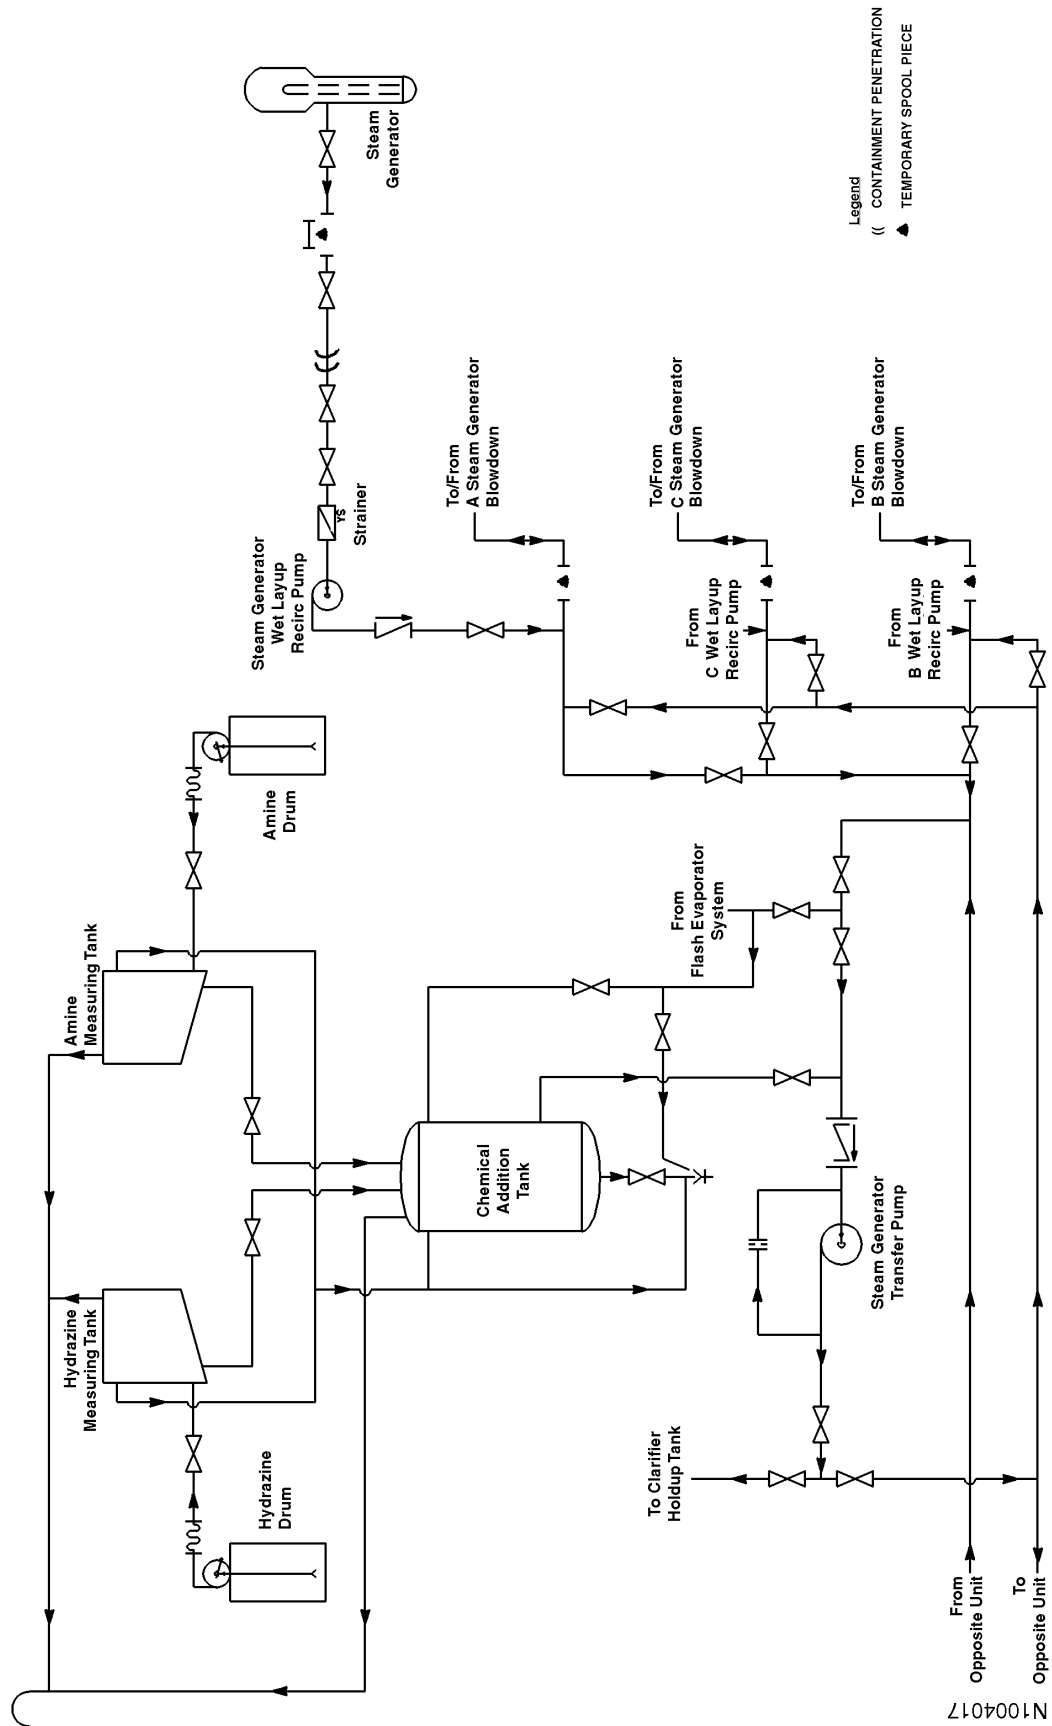 Hydrazine
Drum
Hydrazine
Measuring Tank
Amine
Measuring Tank
Amine
Drum
Steam Generator
Wet Layup
Recirc Pump
YS
Strainer
Steam
Generator
Chemical
Addition
Tank
From
Flash Evaporator
System
To/From
A Steam Generator
Blowdown
To/From
C Steam Generator
Blowdown
To/From
B Steam Generator
Blowdown
From
C Wet Layup
Recirc Pump
From
B Wet Layup
Recirc Pump
To Clarifier
Holdup Tank
Steam Generator
Transfer Pump
From
Opposite Unit
To
Opposite Unit
Legend
CONTAINMENT PENETRATION
TEMPORARY SPOOL PIECE
N1004017